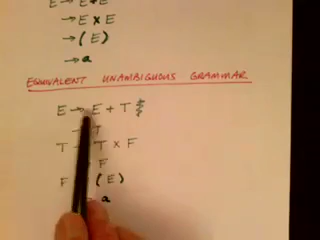 E → E + E
→ E × E
→ ( E )
→ a
EQUIVALENT UNAMBIGUOUS GRAMMAR
E → E + T
T
T → T × F
F
F ( E )
a